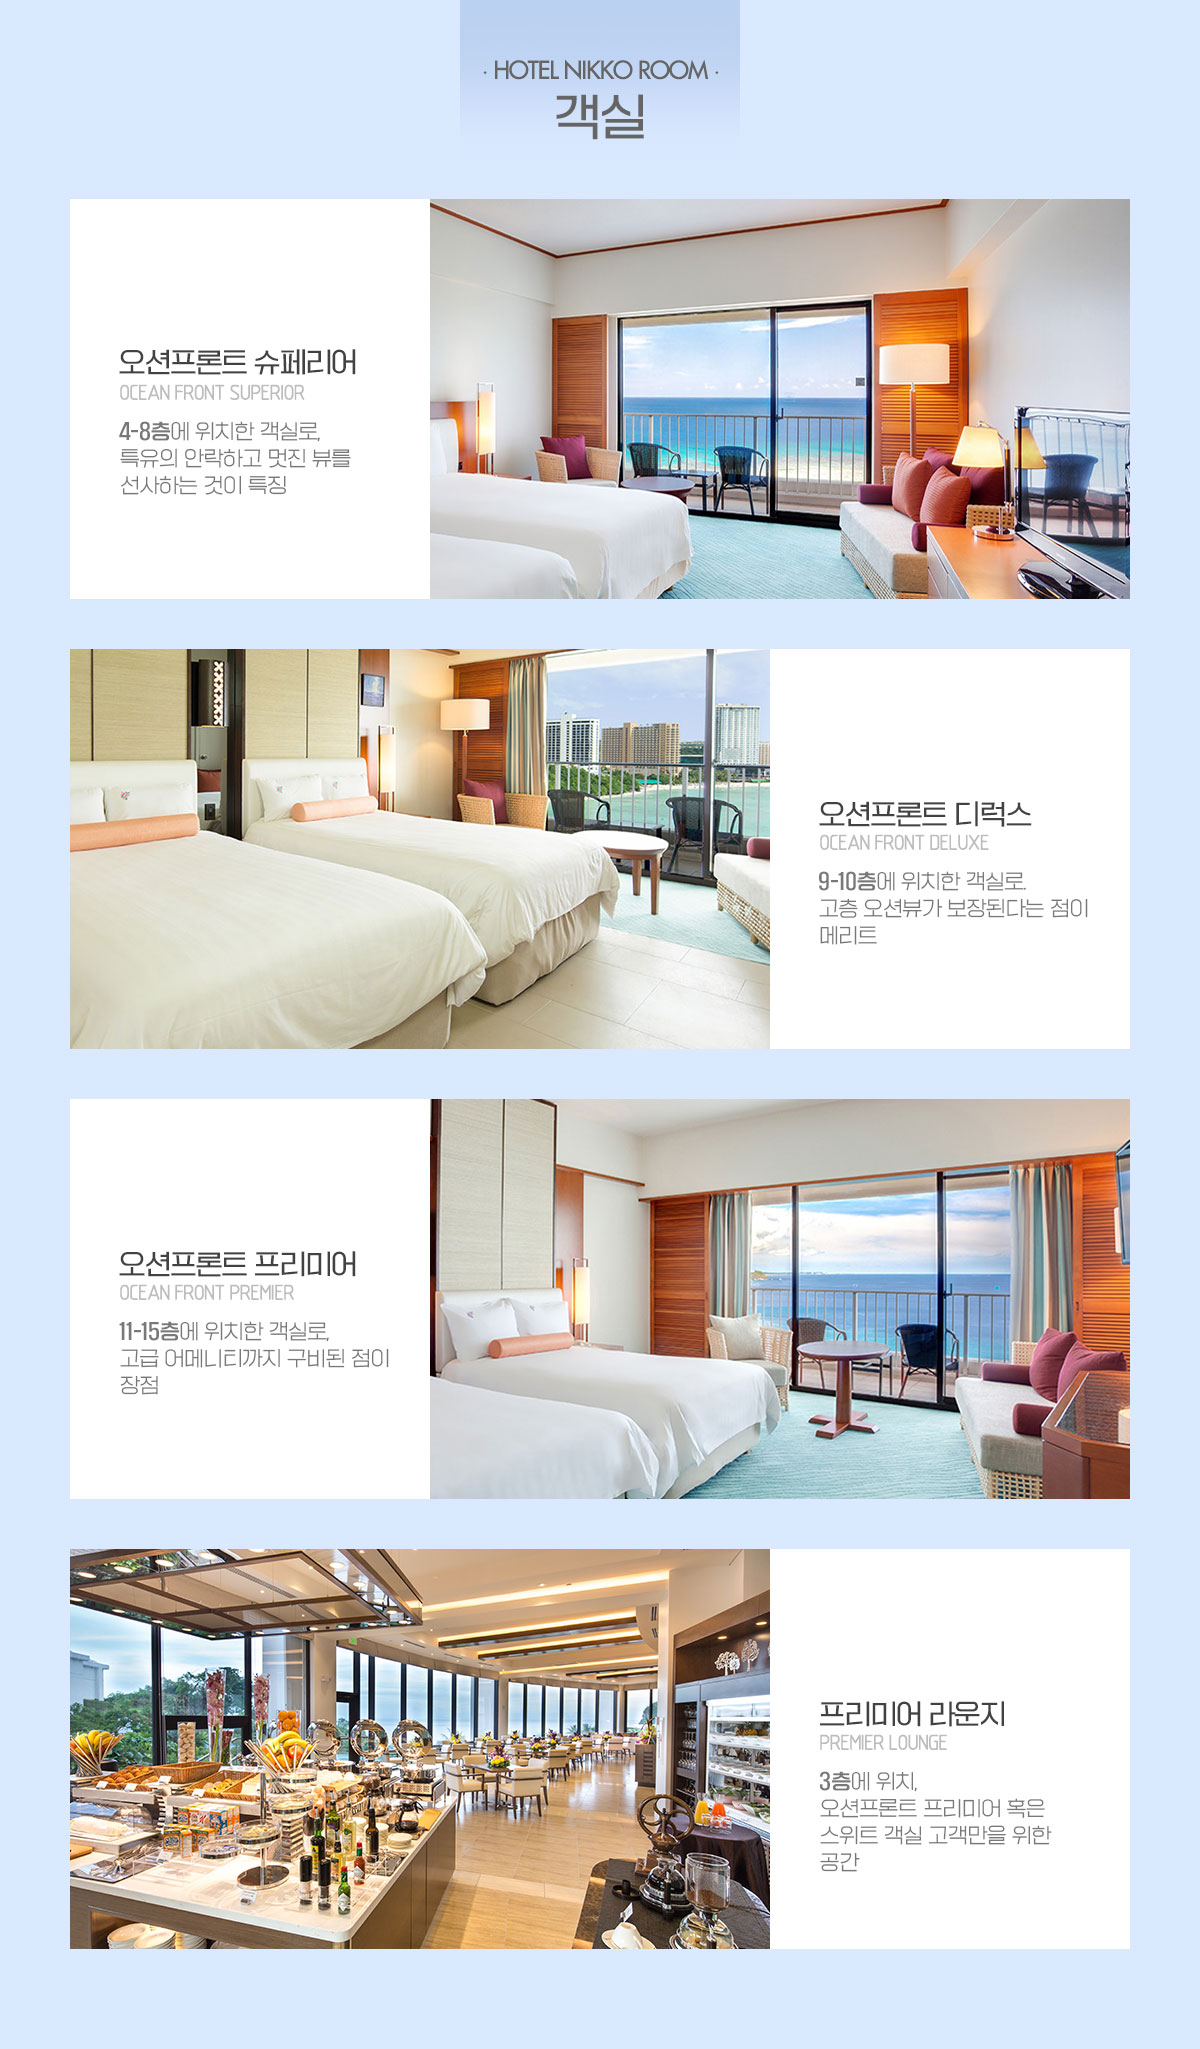 · HOTEL NIKKO ROOM ·
객실
오션프론트 슈페리어
OCEAN FRONT SUPERIOR
4-8층에 위치한 객실로,
특유의 안락하고 멋진 뷰를
선사하는 것이 특징
오션프론트 디럭스
OCEAN FRONT DELUXE
9-10층에 위치한 객실로.
고층 오션뷰가 보장된다는 점이
메리트
오션프론트 프리미어
OCEAN FRONT PREMIER
11-15층에 위치한 객실로,
고급 어메니티까지 구비된 점이
장점
프리미어 라운지
PREMIER LOUNGE
3층에 위치,
오션프론트 프리미어 혹은
스위트 객실 고객만을 위한
공간